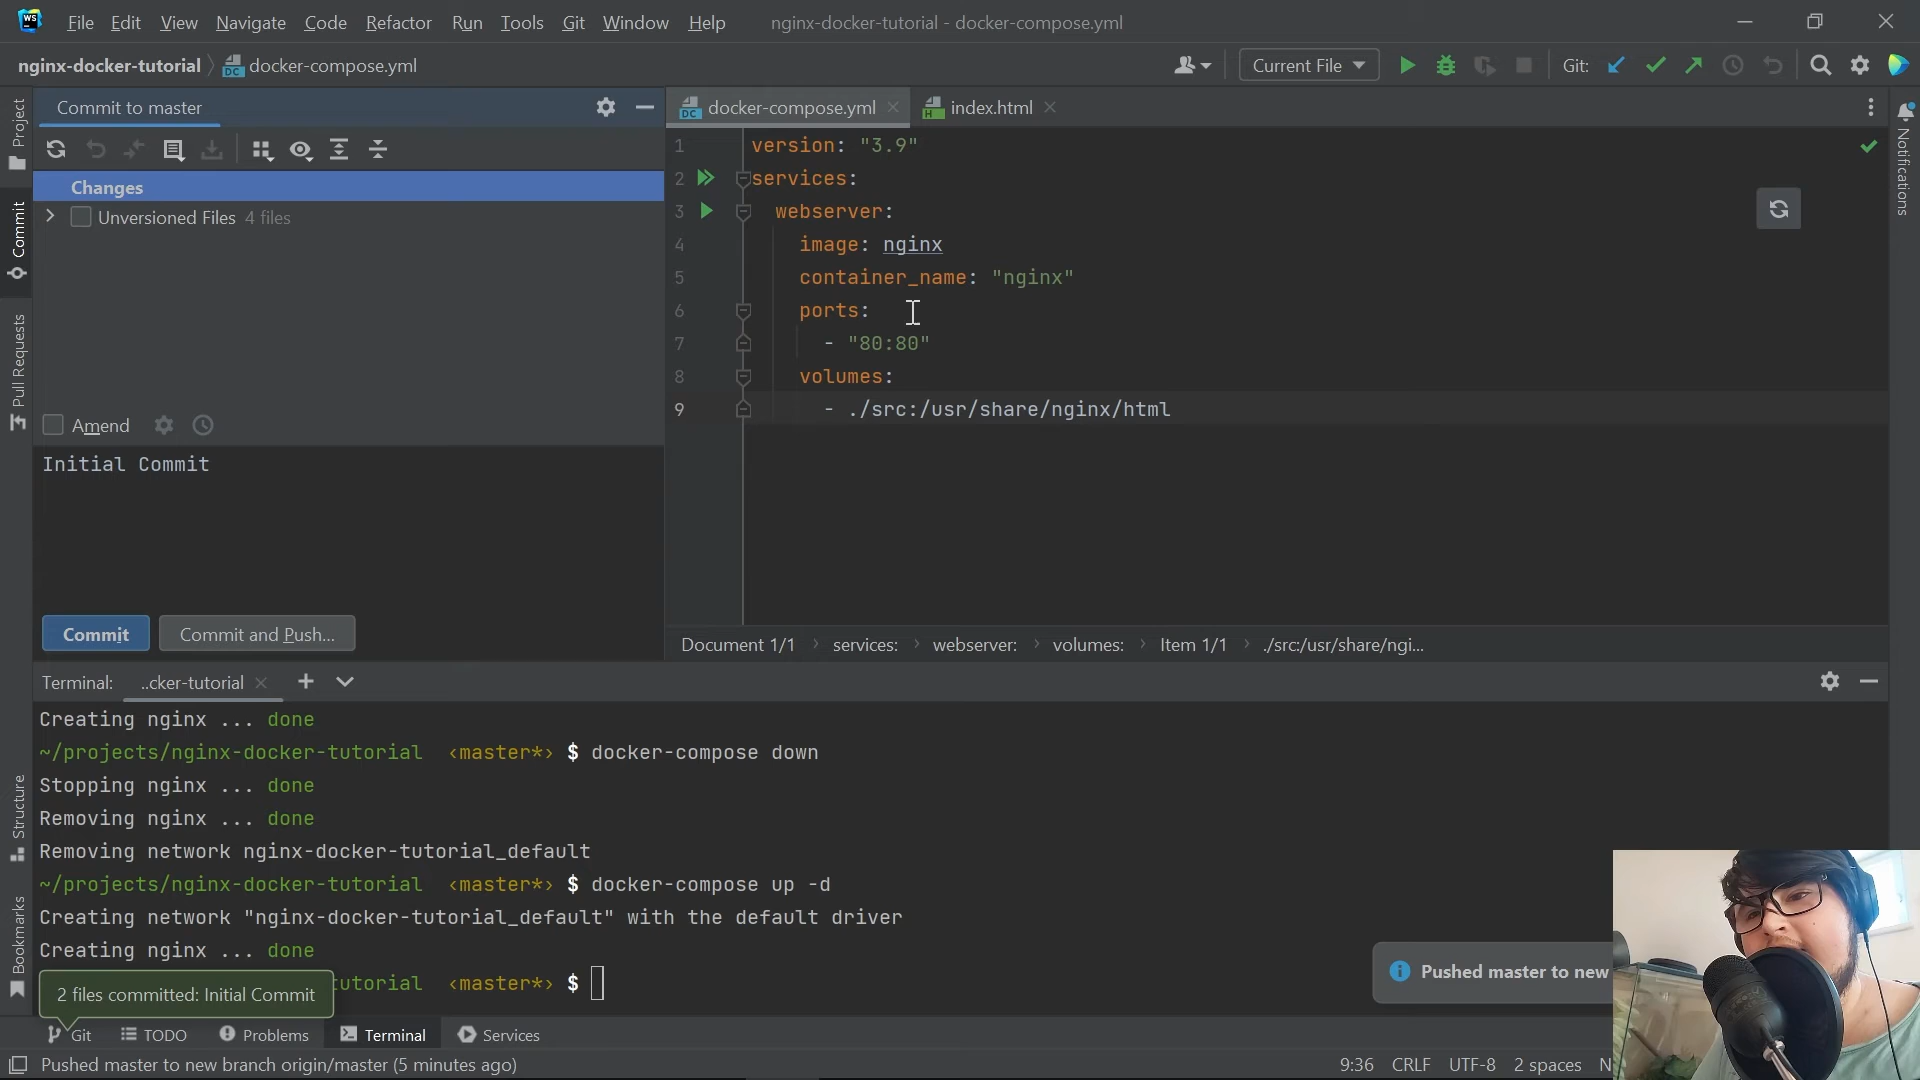 WS File Edit View Navigate Code Refactor Run Tools Git Window Help nginx-docker-tutorial - docker-compose.yml
nginx-docker-tutorial docker-compose.yml Current File Git:
Project
Commit
Pull Requests
Structure
Bookmarks
Commit to master
Changes
Unversioned Files 4 files
Amend
Initial Commit
Commit Commit and Push...
docker-compose.yml index.html
1 version: "3.9"
2 services:
3 webserver:
4 image: nginx
5 container_name: "nginx"
6 ports:
7 - "80:80"
8 volumes:
9 - ./src:/usr/share/nginx/html
Document 1/1 services: webserver: volumes: Item 1/1 ./src:/usr/share/ngi...
Notifications
Terminal: ..cker-tutorial
Creating nginx ... done
~/projects/nginx-docker-tutorial ‹master*› $ docker-compose down
Stopping nginx ... done
Removing nginx ... done
Removing network nginx-docker-tutorial_default
~/projects/nginx-docker-tutorial ‹master*› $ docker-compose up -d
Creating network "nginx-docker-tutorial_default" with the default driver
Creating nginx ... done
utorial ‹master*› $
2 files committed: Initial Commit
Pushed master to new
Git TODO Problems Terminal Services
Pushed master to new branch origin/master (5 minutes ago) 9:36 CRLF UTF-8 2 spaces N